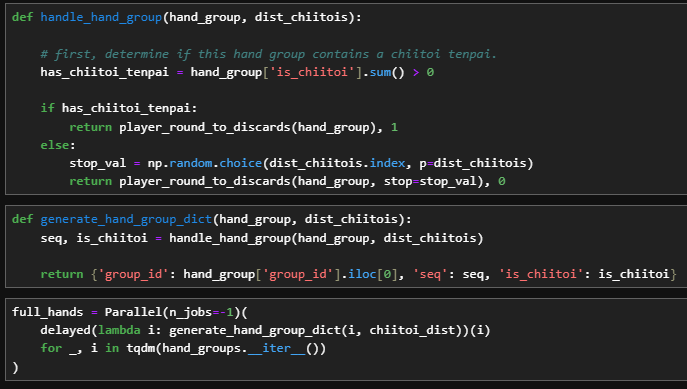 def handle_hand_group(hand_group, dist_chiitois):
    # first, determine if this hand group contains a chiitoi tenpai.
    has_chiitoi_tenpai = hand_group['is_chiitoi'].sum() > 0
    if has_chiitoi_tenpai:
        return player_round_to_discards(hand_group), 1
    else:
        stop_val = np.random.choice(dist_chiitois.index, p=dist_chiitois)
        return player_round_to_discards(hand_group, stop=stop_val), 0
def generate_hand_group_dict(hand_group, dist_chiitois):
    seq, is_chiitoi = handle_hand_group(hand_group, dist_chiitois)
    return {'group_id': hand_group['group_id'].iloc[0], 'seq': seq, 'is_chiitoi': is_chiitoi}
full_hands = Parallel(n_jobs=-1)(
    delayed(lambda i: generate_hand_group_dict(i, chiitoi_dist))(i)
    for _, i in tqdm(hand_groups.__iter__())
)